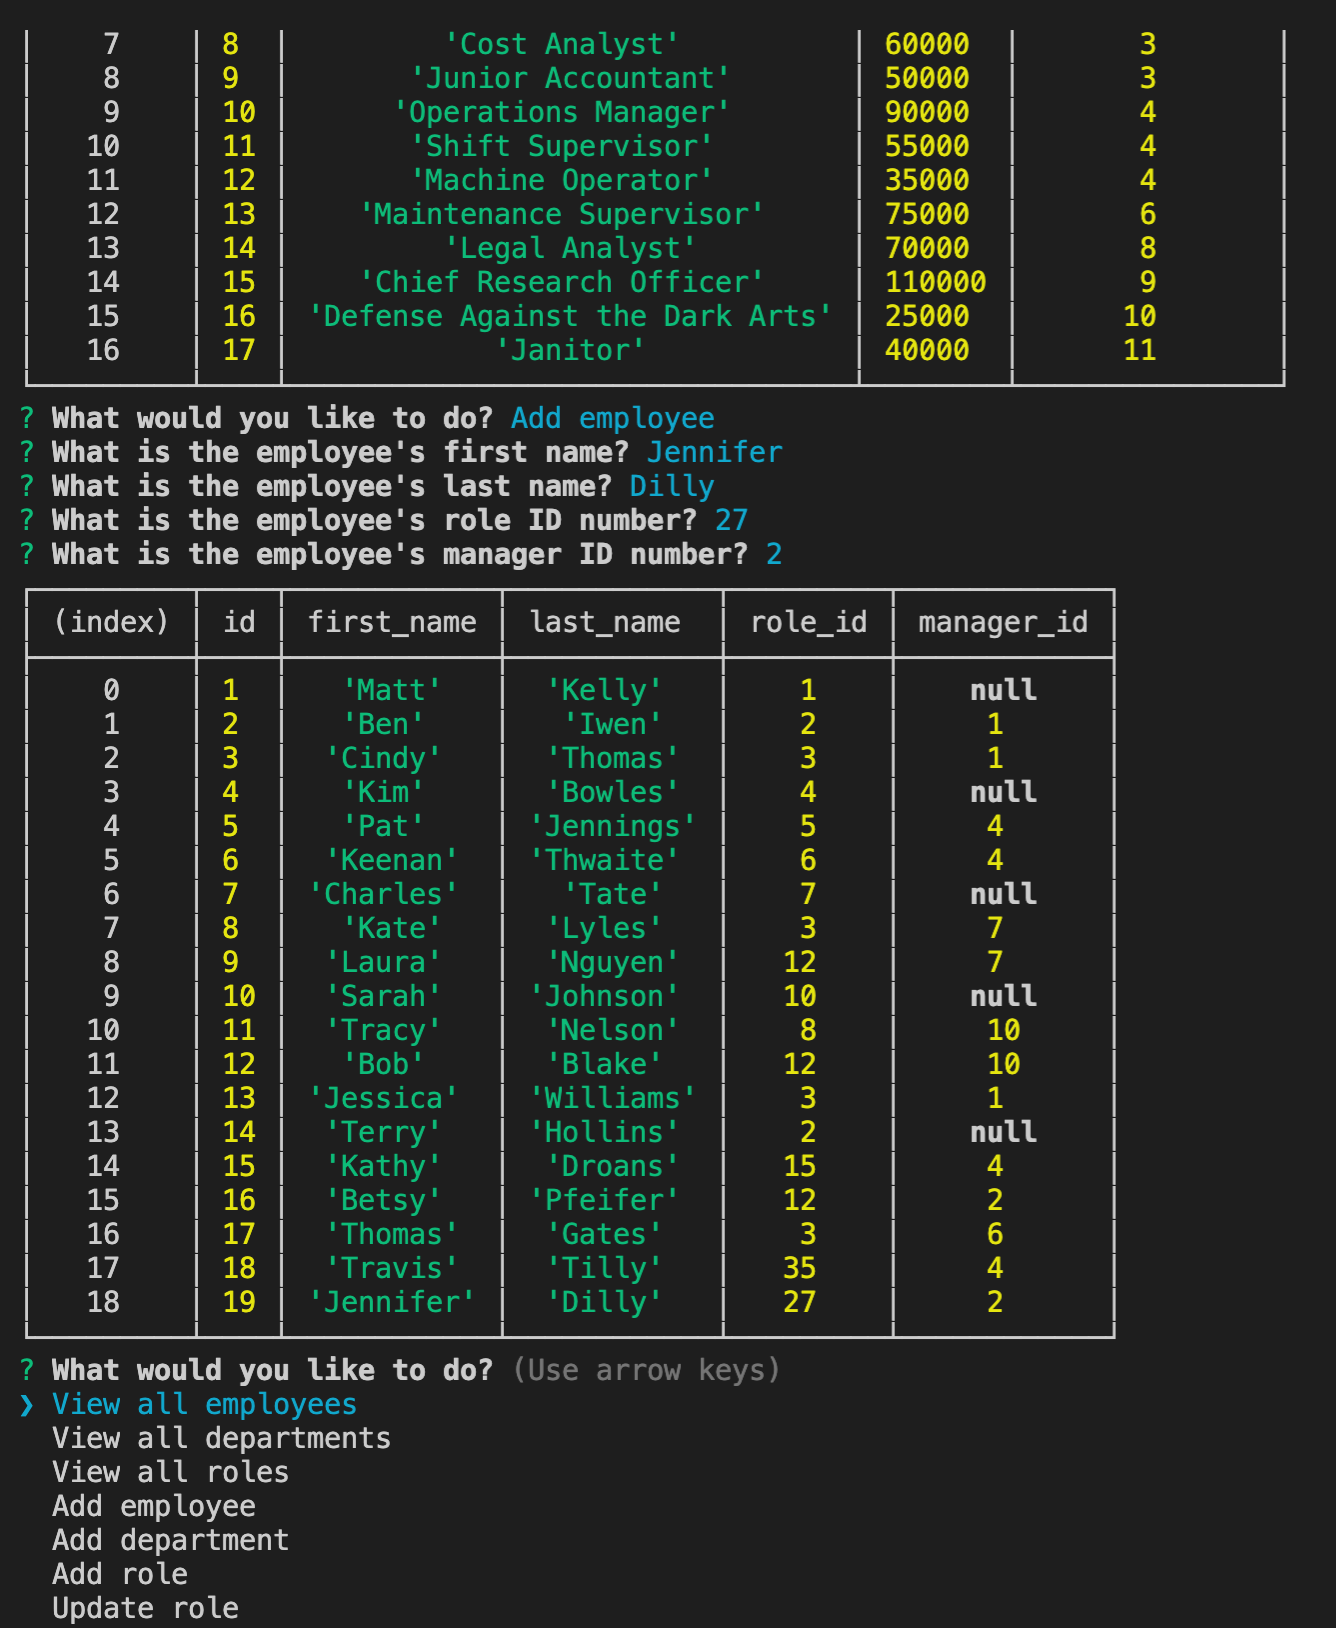 7 8 'Cost Analyst' 60000 3
8 9 'Junior Accountant' 50000 3
9 10 'Operations Manager' 90000 4
10 11 'Shift Supervisor' 55000 4
11 12 'Machine Operator' 35000 4
12 13 'Maintenance Supervisor' 75000 6
13 14 'Legal Analyst' 70000 8
14 15 'Chief Research Officer' 110000 9
15 16 'Defense Against the Dark Arts' 25000 10
16 17 'Janitor' 40000 11
? What would you like to do? Add employee
? What is the employee's first name? Jennifer
? What is the employee's last name? Dilly
? What is the employee's role ID number? 27
? What is the employee's manager ID number? 2
(index) id first_name last_name role_id manager_id
0 1 'Matt' 'Kelly' 1 null
1 2 'Ben' 'Iwen' 2 1
2 3 'Cindy' 'Thomas' 3 1
3 4 'Kim' 'Bowles' 4 null
4 5 'Pat' 'Jennings' 5 4
5 6 'Keenan' 'Thwaite' 6 4
6 7 'Charles' 'Tate' 7 null
7 8 'Kate' 'Lyles' 3 7
8 9 'Laura' 'Nguyen' 12 7
9 10 'Sarah' 'Johnson' 10 null
10 11 'Tracy' 'Nelson' 8 10
11 12 'Bob' 'Blake' 12 10
12 13 'Jessica' 'Williams' 3 1
13 14 'Terry' 'Hollins' 2 null
14 15 'Kathy' 'Droans' 15 4
15 16 'Betsy' 'Pfeifer' 12 2
16 17 'Thomas' 'Gates' 3 6
17 18 'Travis' 'Tilly' 35 4
18 19 'Jennifer' 'Dilly' 27 2
? What would you like to do? (Use arrow keys)
❯ View all employees
View all departments
View all roles
Add employee
Add department
Add role
Update role